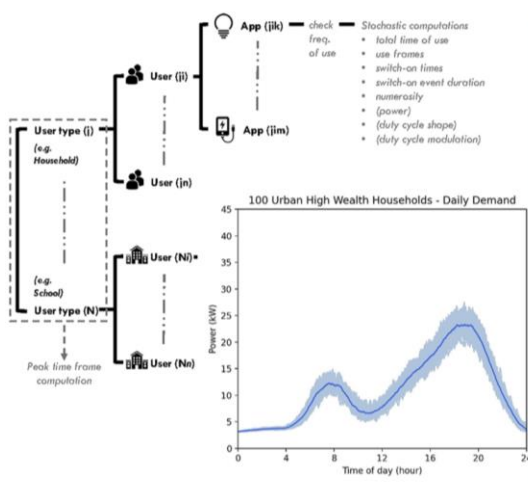 App (jik)
check
freq.
of use
Stochastic computations
• total time of use
• use frames
• switch-on times
• switch-on event duration
• numerosity
• (power)
• (duty cycle shape)
• (duty cycle modulation)
User (ji)
App (jim)
User type (j)
(e.g.
Household)
User (jn)
(e.g.
School)
User type (N)
User (Ni)
User (Nn)
Peak time frame
computation
100 Urban High Wealth Households - Daily Demand
Power (kW)
45
40
35
30
25
20
15
10
5
0
0 4 8 12 16 20 24
Time of day (hour)